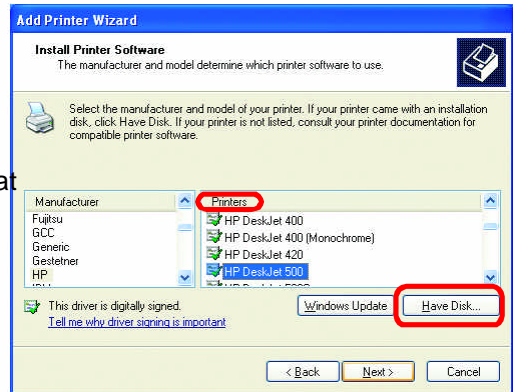 Add Printer Wizard
Install Printer Software
The manufacturer and model determine which printer software to use.
Select the manufacturer and model of your printer. If your printer came with an installation
disk, click Have Disk. If your printer is not listed, consult your printer documentation for
compatible printer software.
at
Manufacturer
Fujitsu
GCC
Generic
Gestetner
HP
Printers
HP DeskJet 400
HP DeskJet 400 (Monochrome)
HP DeskJet 420
HP DeskJet 500
This driver is digitally signed.
Tell me why driver signing is important
Windows Update
Have Disk...
< Back
Next >
Cancel